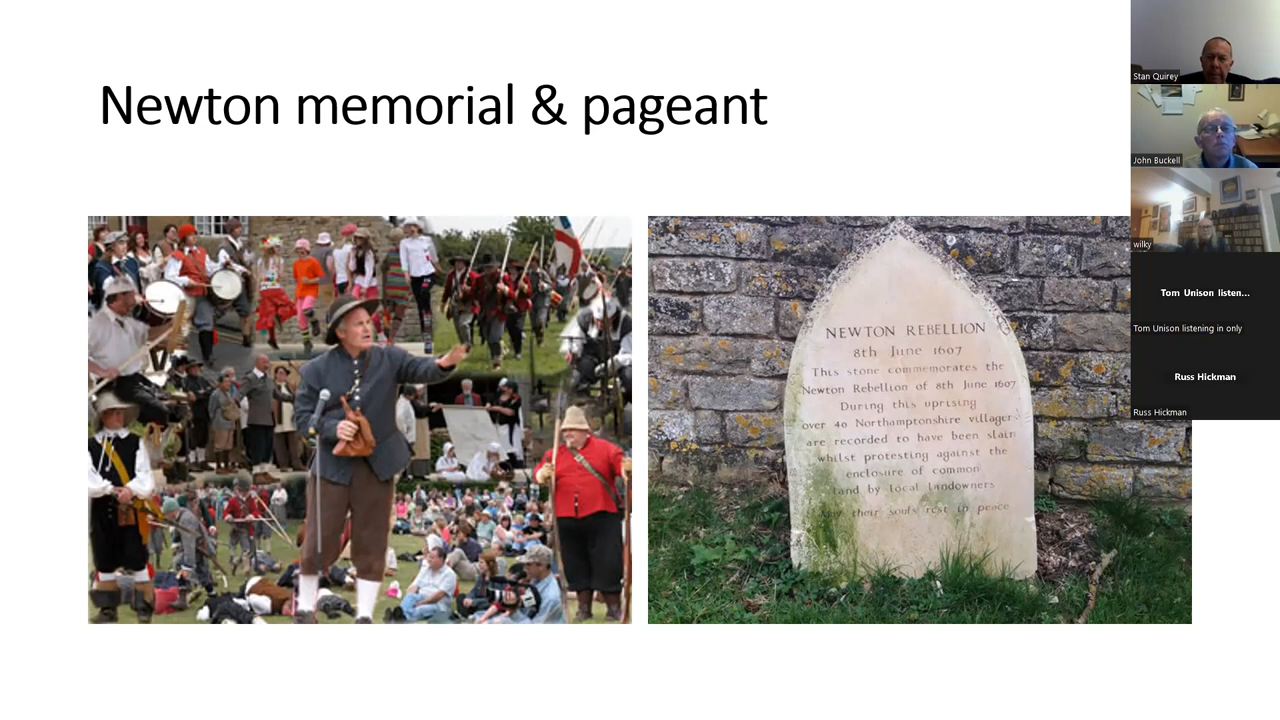 Newton memorial & pageant
NEWTON REBELLION
8th June 1607
This stone commemorates the
Newton Rebellion of 8th June 1607
During this uprising
over 40 Northamptonshire villagers
are recorded to have been slain
whilst protesting against the
enclosure of common
land by local landowners
May their souls rest in peace
Stan Quirey
John Buckell
wilky
Tom Unison listen...
Tom Unison listening in only
Russ Hickman
Russ Hickman